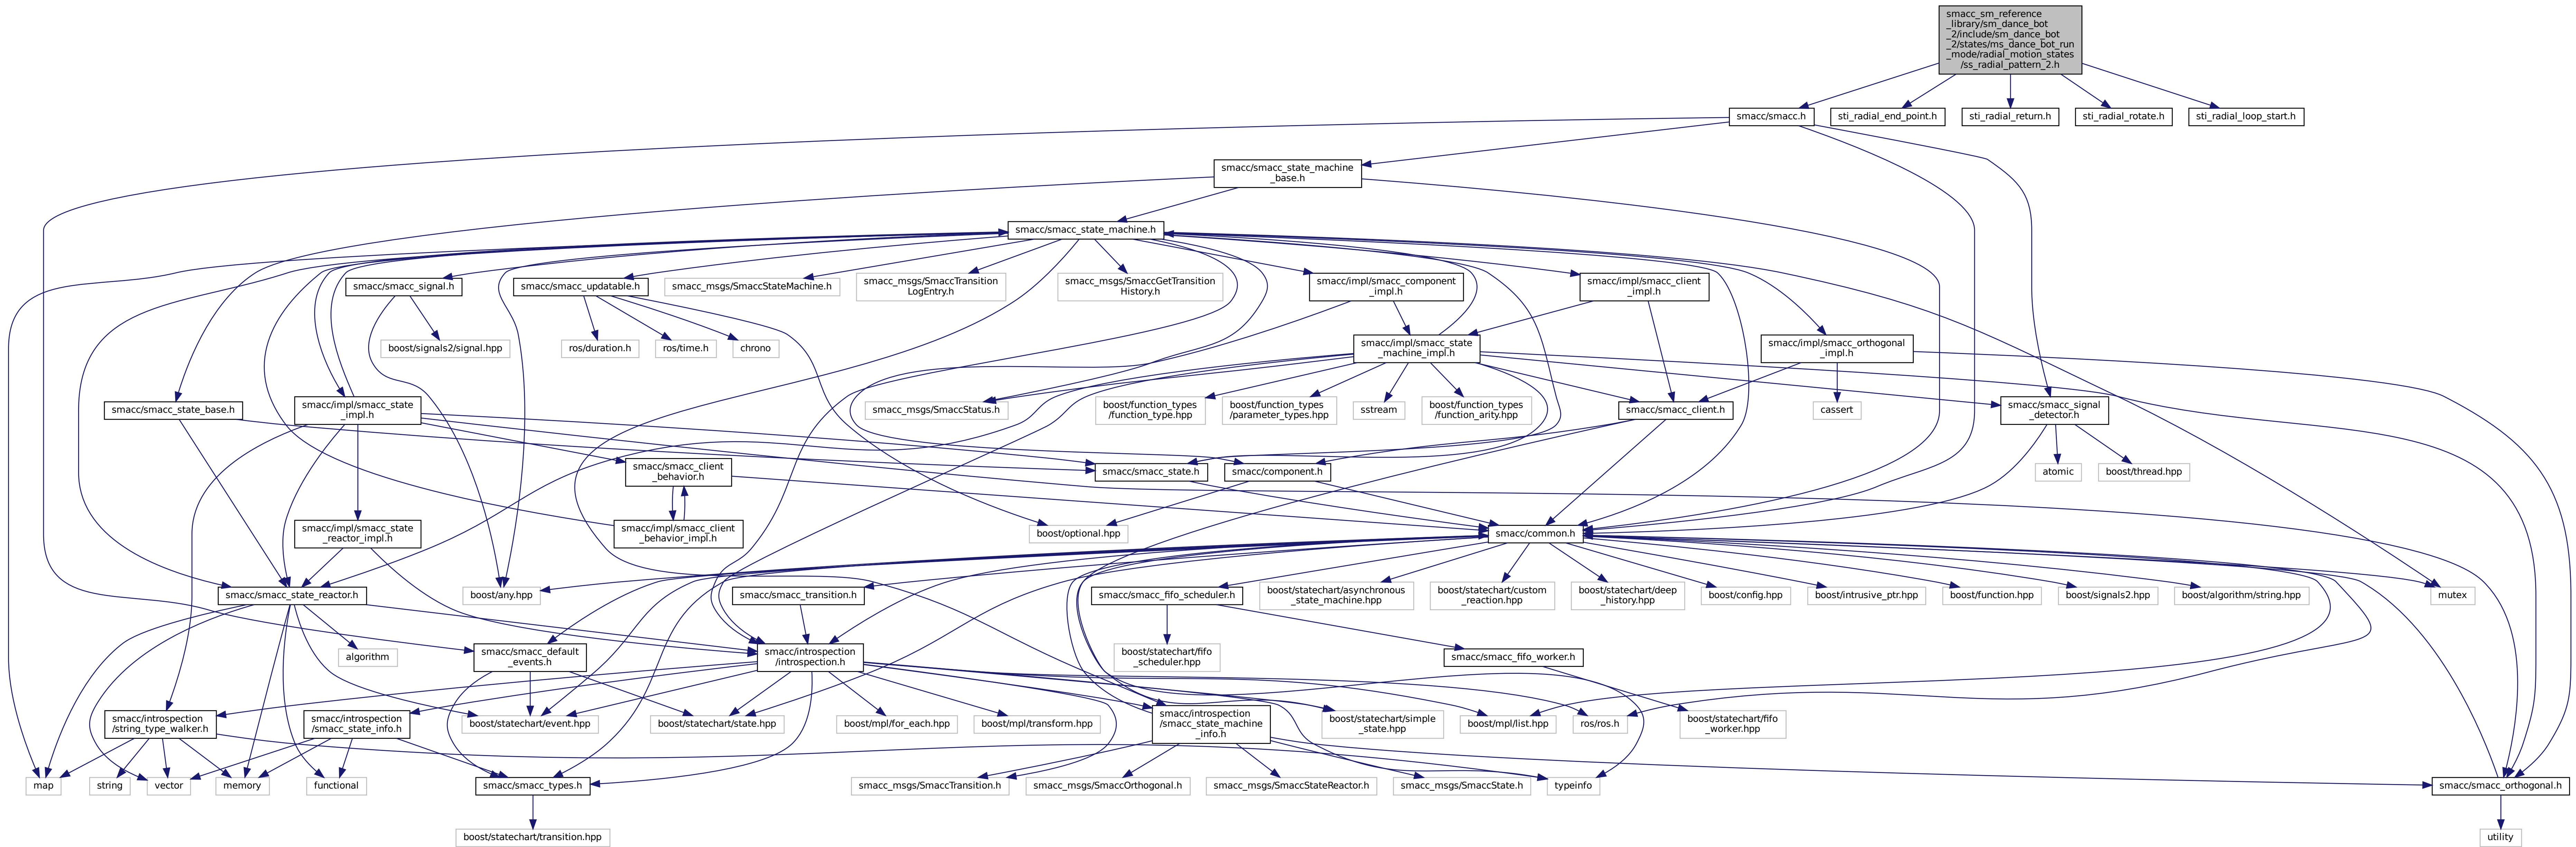 smacc_sm_reference
_library/sm_dance_bot
_2/include/sm_dance_bot
_2/states/ms_dance_bot_run
_mode/radial_motion_states
/ss_radial_pattern_2.h
smacc/smacc.h
sti_radial_end_point.h
sti_radial_return.h
sti_radial_rotate.h
sti_radial_loop_start.h
smacc/smacc_state_machine
_base.h
smacc/smacc_state_machine.h
smacc/smacc_signal.h
smacc/smacc_updatable.h
smacc_msgs/SmaccStateMachine.h
smacc_msgs/SmaccTransition
LogEntry.h
smacc_msgs/SmaccGetTransition
History.h
smacc/impl/smacc_component
_impl.h
smacc/impl/smacc_client
_impl.h
boost/signals2/signal.hpp
ros/duration.h
ros/time.h
chrono
smacc/impl/smacc_state
_machine_impl.h
smacc/impl/smacc_orthogonal
_impl.h
smacc/smacc_state_base.h
smacc/impl/smacc_state
_impl.h
smacc_msgs/SmaccStatus.h
boost/function_types
/function_type.hpp
boost/function_types
/parameter_types.hpp
sstream
boost/function_types
/function_arity.hpp
smacc/smacc_client.h
cassert
smacc/smacc_signal
_detector.h
smacc/smacc_client
_behavior.h
smacc/smacc_state.h
smacc/component.h
atomic
boost/thread.hpp
smacc/impl/smacc_state
_reactor_impl.h
smacc/impl/smacc_client
_behavior_impl.h
boost/optional.hpp
smacc/common.h
smacc/smacc_state_reactor.h
boost/any.hpp
smacc/smacc_transition.h
smacc/smacc_fifo_scheduler.h
boost/statechart/asynchronous
_state_machine.hpp
boost/statechart/custom
_reaction.hpp
boost/statechart/deep
_history.hpp
boost/config.hpp
boost/intrusive_ptr.hpp
boost/function.hpp
boost/signals2.hpp
boost/algorithm/string.hpp
mutex
algorithm
smacc/smacc_default
_events.h
smacc/introspection
/introspection.h
boost/statechart/fifo
_scheduler.hpp
smacc/smacc_fifo_worker.h
smacc/introspection
/string_type_walker.h
smacc/introspection
/smacc_state_info.h
boost/statechart/event.hpp
boost/statechart/state.hpp
boost/mpl/for_each.hpp
boost/mpl/transform.hpp
smacc/introspection
/smacc_state_machine
_info.h
boost/statechart/simple
_state.hpp
boost/mpl/list.hpp
ros/ros.h
boost/statechart/fifo
_worker.hpp
map
string
vector
memory
functional
smacc/smacc_types.h
smacc_msgs/SmaccTransition.h
smacc_msgs/SmaccOrthogonal.h
smacc_msgs/SmaccStateReactor.h
smacc_msgs/SmaccState.h
typeinfo
smacc/smacc_orthogonal.h
boost/statechart/transition.hpp
utility